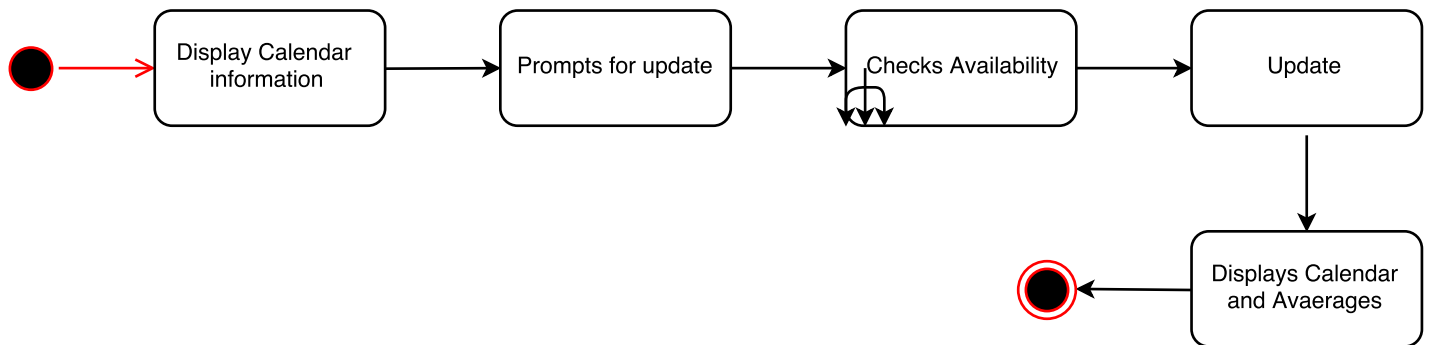 Display Calendar
information
Prompts for update
Checks Availability
Update
Displays Calendar
and Avaerages